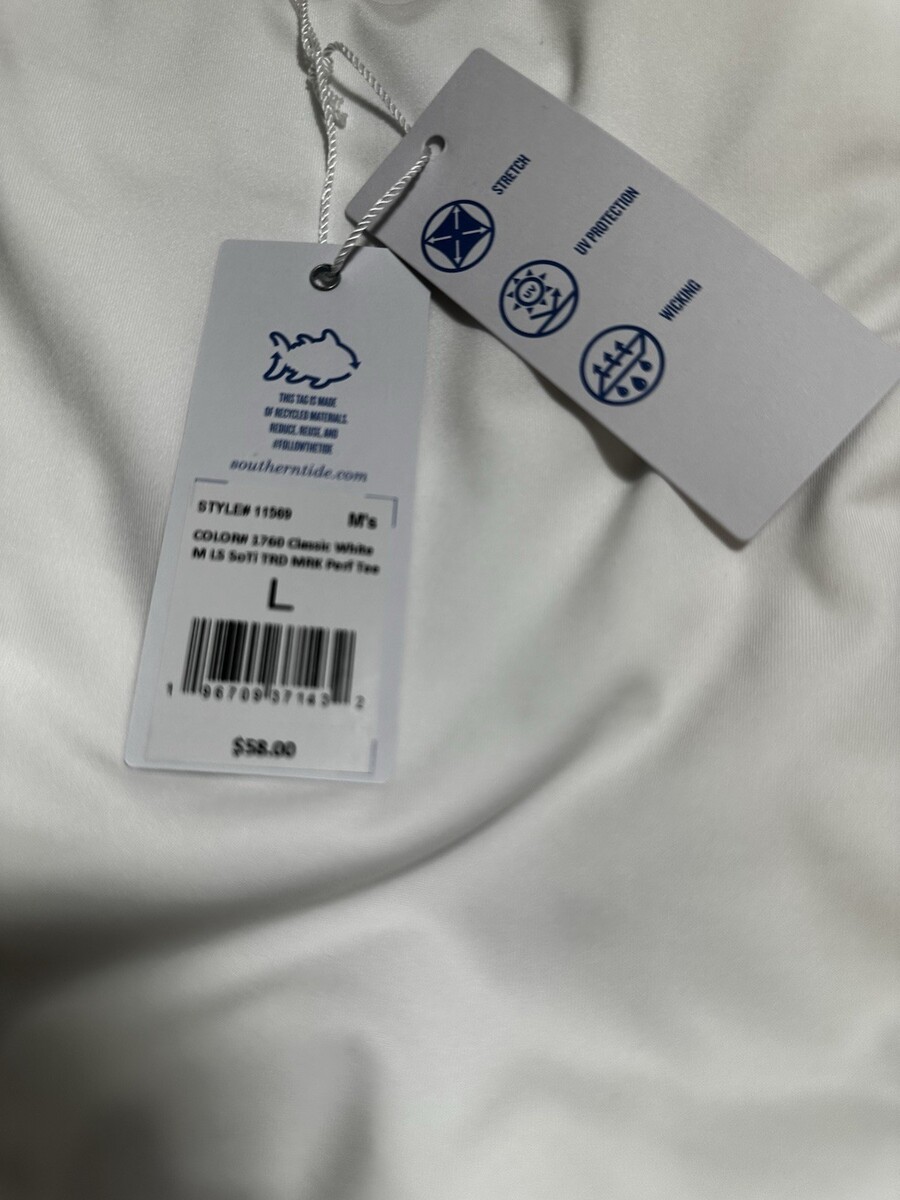 STRETCH
UV PROTECTION
UV
WICKING
THIS TAG IS MADE
OF RECYCLED MATERIALS.
REDUCE, REUSE, AND
#FOLLOWTHETIDE
southerntide.com
STYLE# 11569
M's
COLOR# 1760 Classic White
M LS SoTi TRD MRK Perf Tee
L
1 96709 37143 2
$58.00